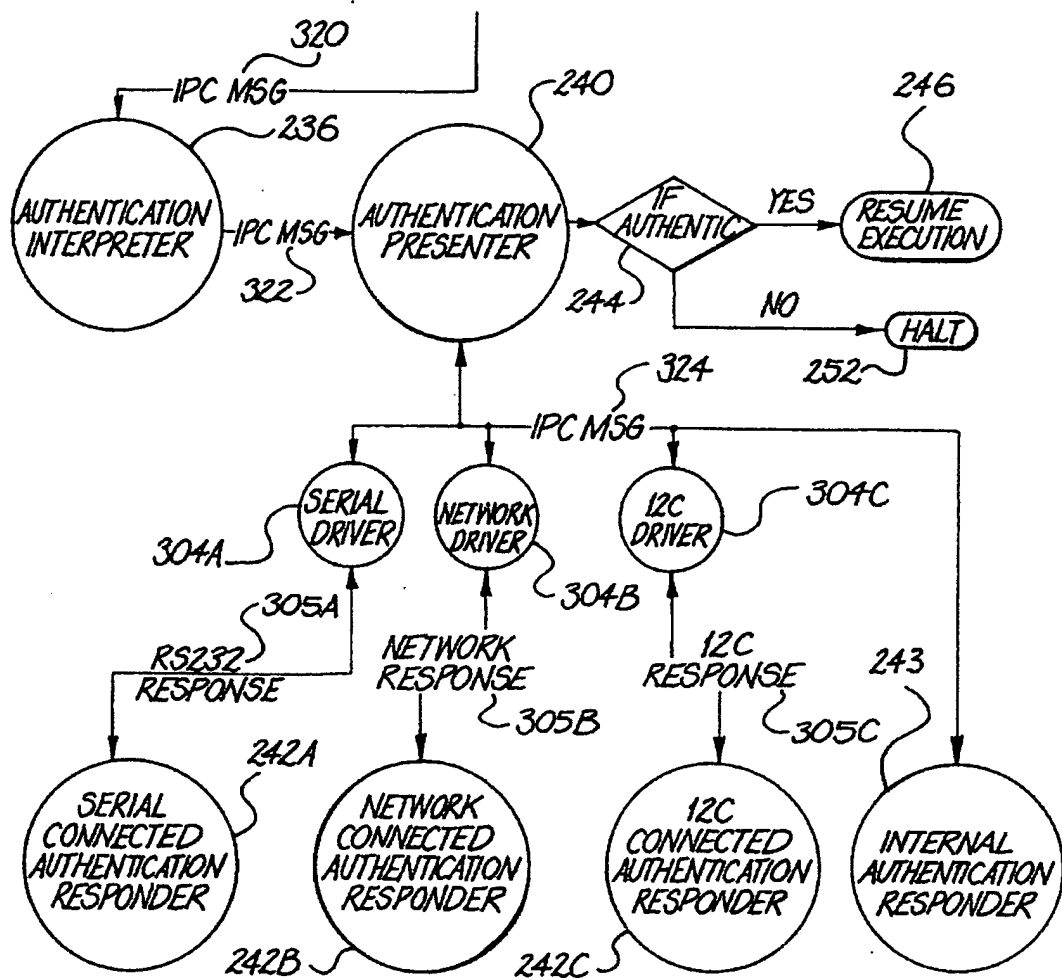 320
IPC MSG
240
246
236
AUTHENTICATION
INTERPRETER
IPC MSG
322
AUTHENTICATION
PRESENTER
IF
AUTHENTIC
244
YES
RESUME
EXECUTION
NO
HALT
252
324
IPC MSG
SERIAL
DRIVER
304A
NETWORK
DRIVER
304B
12C
DRIVER
304C
305A
RS232
RESPONSE
NETWORK
RESPONSE
305B
12C
RESPONSE
305C
243
242A
SERIAL
CONNECTED
AUTHENTICATION
RESPONDER
NETWORK
CONNECTED
AUTHENTICATION
RESPONDER
242B
12C
CONNECTED
AUTHENTICATION
RESPONDER
242C
INTERNAL
AUTHENTICATION
RESPONDER